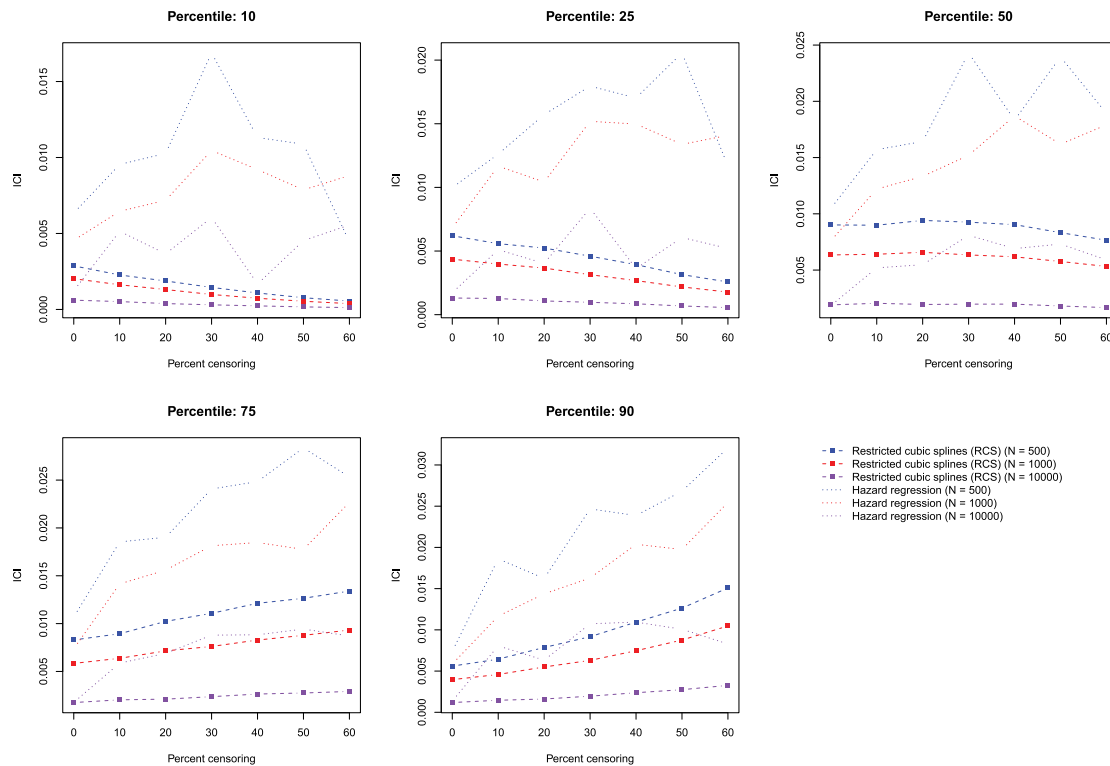 Percentile: 10
ICI
0.000 0.005 0.010 0.015
0 10 20 30 40 50 60
Percent censoring
Percentile: 25
ICI
0.000 0.005 0.010 0.015 0.020
0 10 20 30 40 50 60
Percent censoring
Percentile: 50
ICI
0.005 0.010 0.015 0.020 0.025
0 10 20 30 40 50 60
Percent censoring
Percentile: 75
ICI
0.005 0.010 0.015 0.020 0.025
0 10 20 30 40 50 60
Percent censoring
Percentile: 90
ICI
0.000 0.005 0.010 0.015 0.020 0.025 0.030
0 10 20 30 40 50 60
Percent censoring
Restricted cubic splines (RCS) (N = 500)
Restricted cubic splines (RCS) (N = 1000)
Restricted cubic splines (RCS) (N = 10000)
Hazard regression (N = 500)
Hazard regression (N = 1000)
Hazard regression (N = 10000)